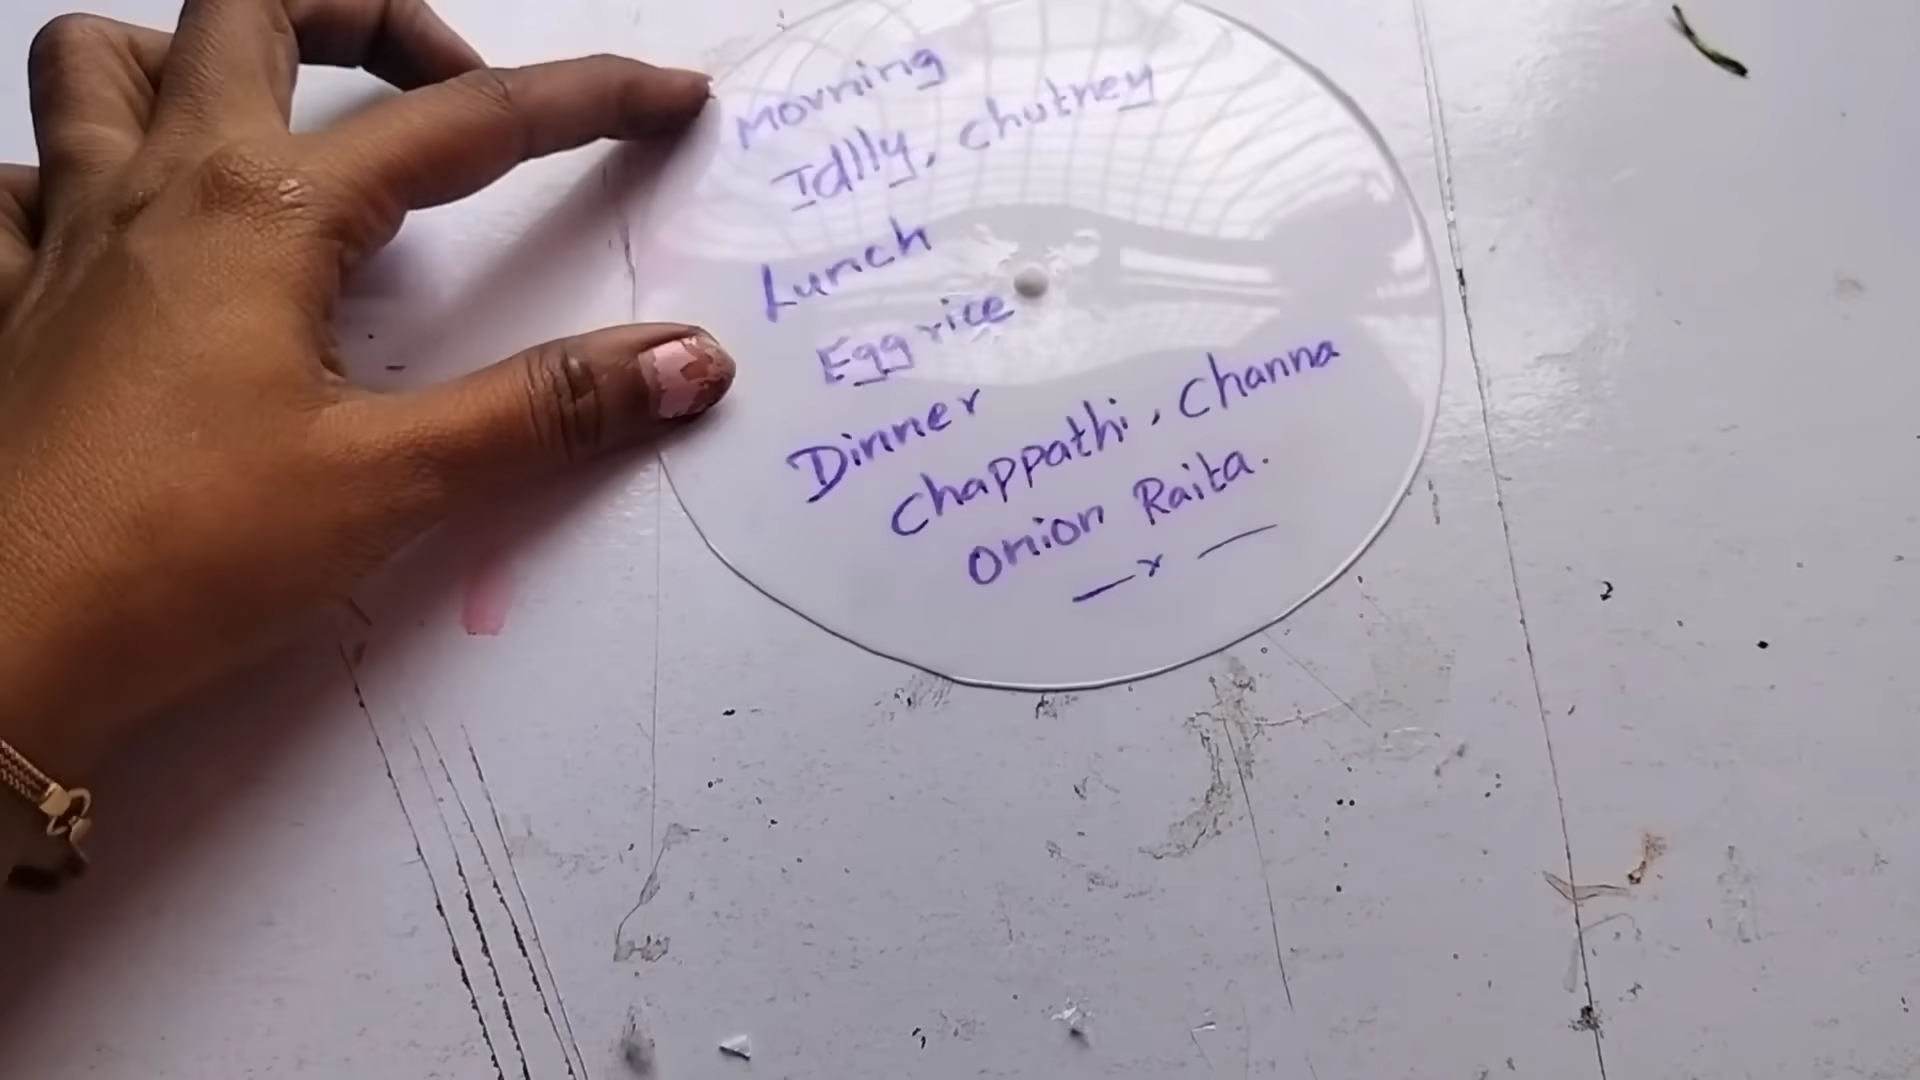 Morning
Idlly, chutney
Lunch
Egg rice
Dinner
Chappathi, Channa
Onion Raita.
—x—